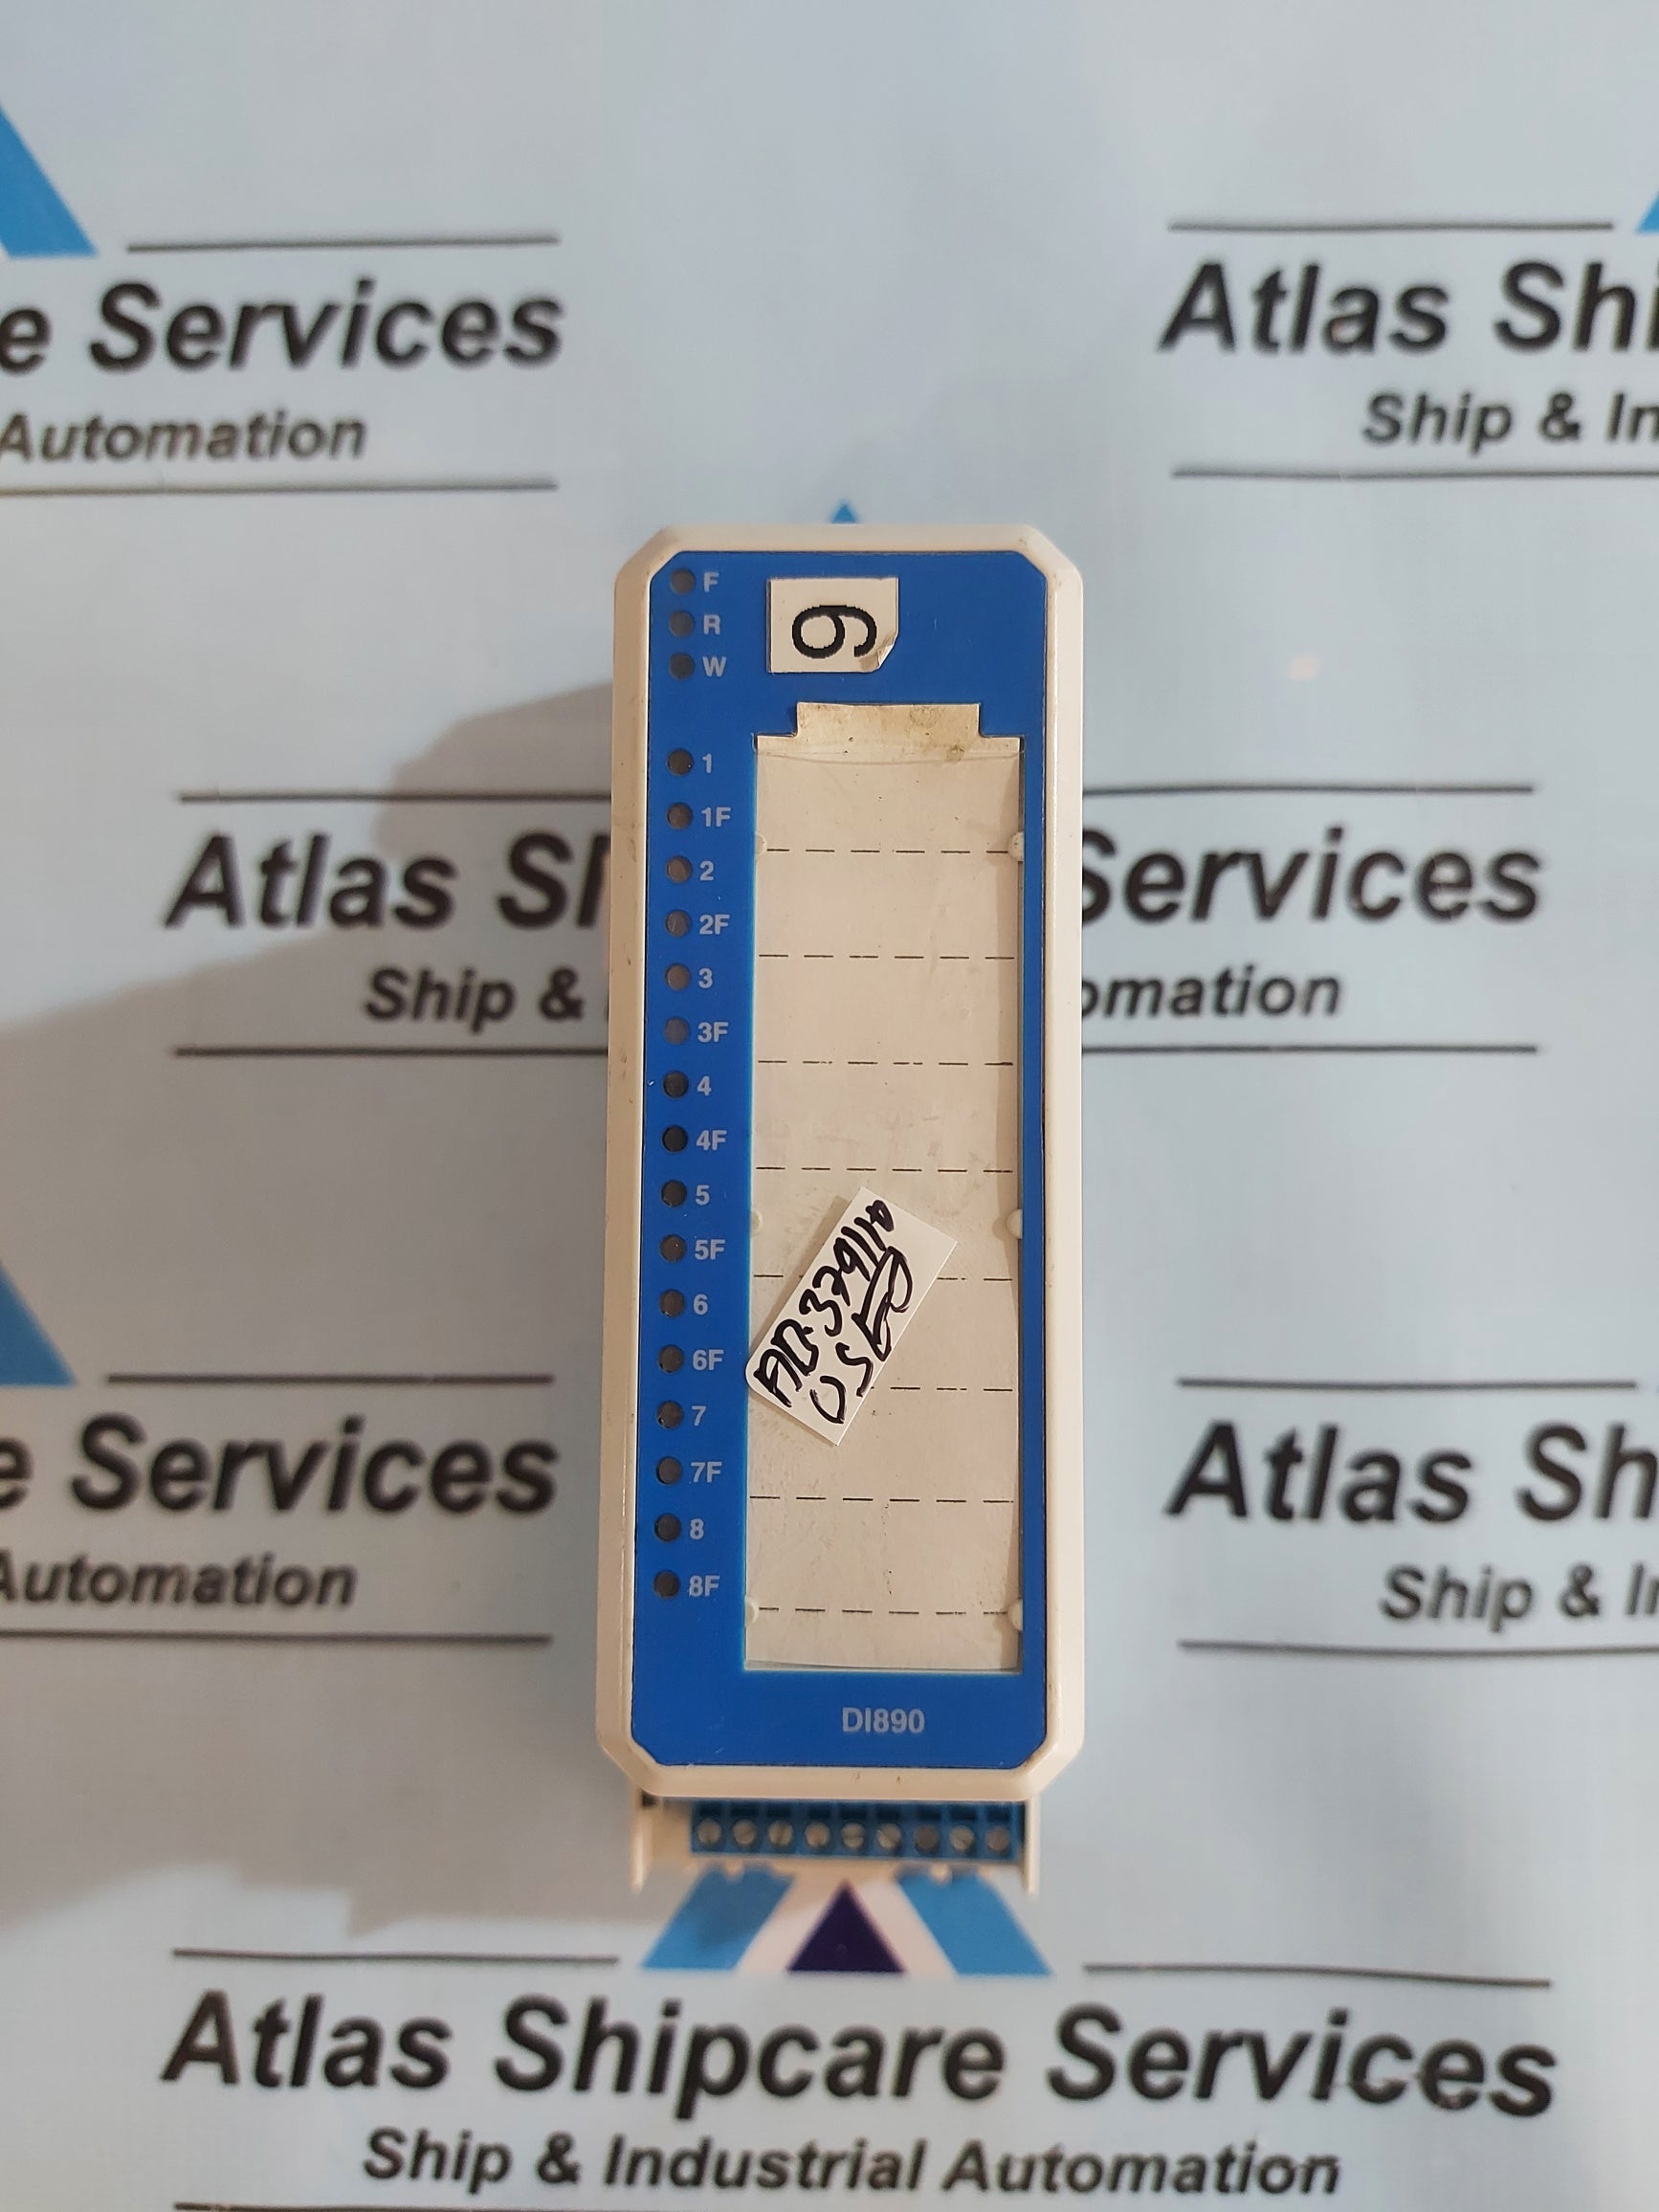 e Services
Automation
Atlas Shi
Ship & In
F
R
W
9
1
1F
2
2F
3
3F
4
4F
5
5F
6
6F
7
7F
8
8F
Atlas S
Services
Ship &
omation
USED
e Services
Automation
Atlas Sh
Ship & I
DI890
Atlas Shipcare Services
Ship & Industrial Automation